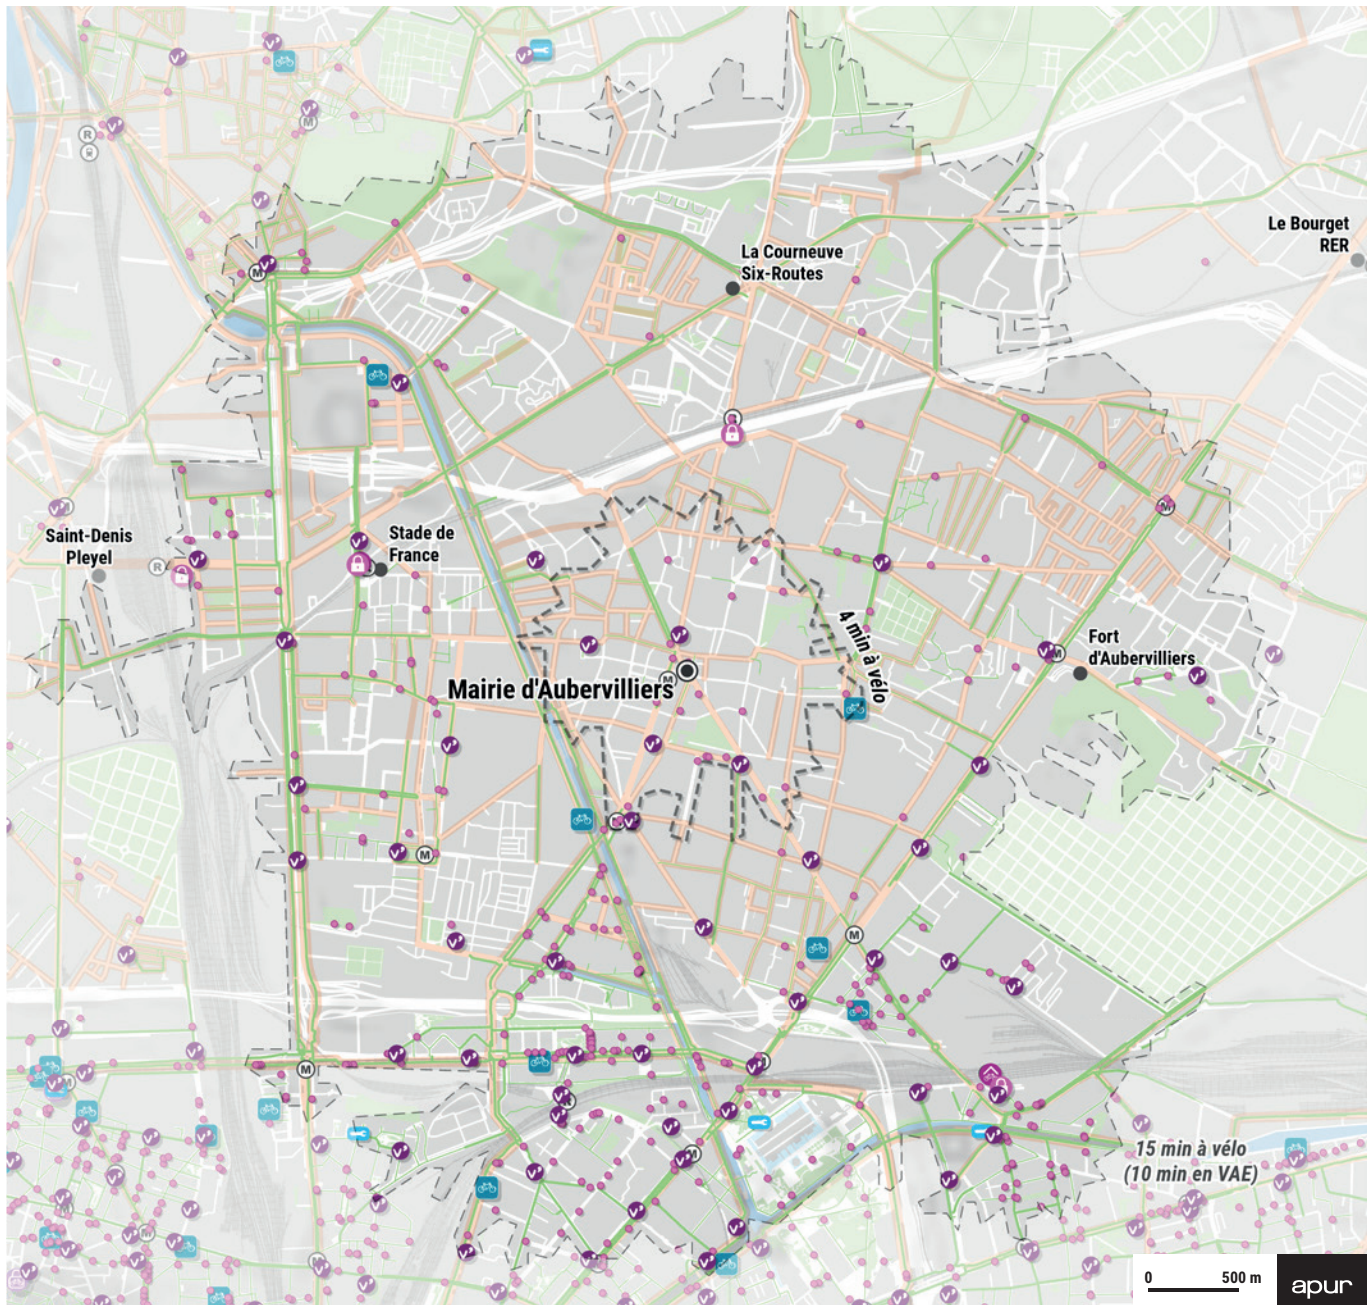 Le Bourget
RER
La Courneuve
Six-Routes
Saint-Denis
Pleyel
Stade de
France
4 min à vélo
Fort
d'Aubervilliers
Mairie d'Aubervilliers
15 min à vélo
(10 min en VAE)
0 500 m
apur